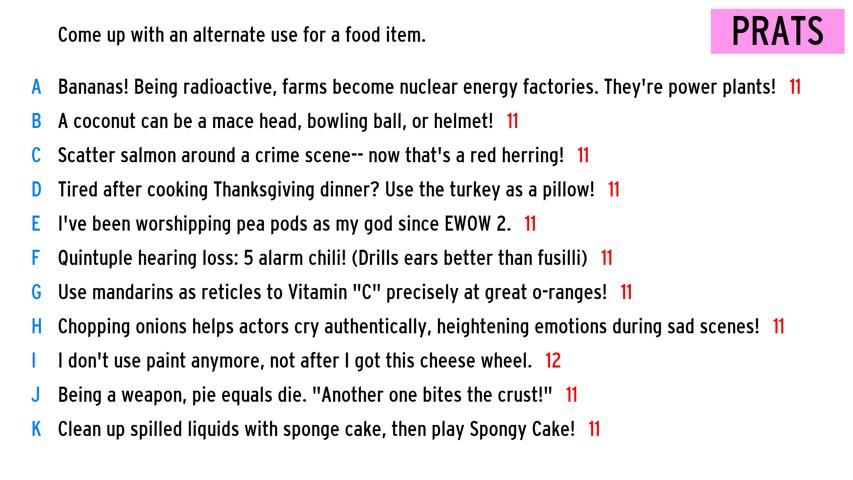 Come up with an alternate use for a food item.
PRATS
A Bananas! Being radioactive, farms become nuclear energy factories. They're power plants! 11
B A coconut can be a mace head, bowling ball, or helmet! 11
C Scatter salmon around a crime scene-- now that's a red herring! 11
D Tired after cooking Thanksgiving dinner? Use the turkey as a pillow! 11
E I've been worshipping pea pods as my god since EWOW 2. 11
F Quintuple hearing loss: 5 alarm chili! (Drills ears better than fusilli) 11
G Use mandarins as reticles to Vitamin "C" precisely at great o-ranges! 11
H Chopping onions helps actors cry authentically, heightening emotions during sad scenes! 11
I I don't use paint anymore, not after I got this cheese wheel. 12
J Being a weapon, pie equals die. "Another one bites the crust!" 11
K Clean up spilled liquids with sponge cake, then play Spongy Cake! 11